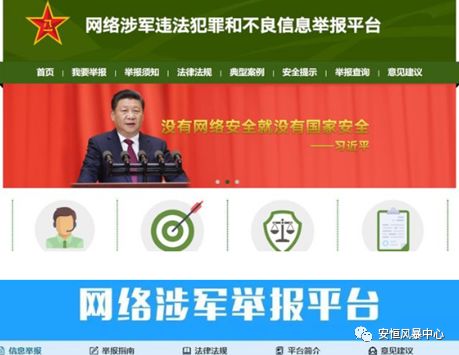 网络涉军违法犯罪和不良信息举报平台
首页 我要举报 举报须知 法律法规 典型案例 安全提示 举报查询 意见建议
没有网络安全就没有国家安全
——习近平
网络涉军举报平台
安恒风暴中心
信息举报 举报指南 法律法规 平台简介 意见建议